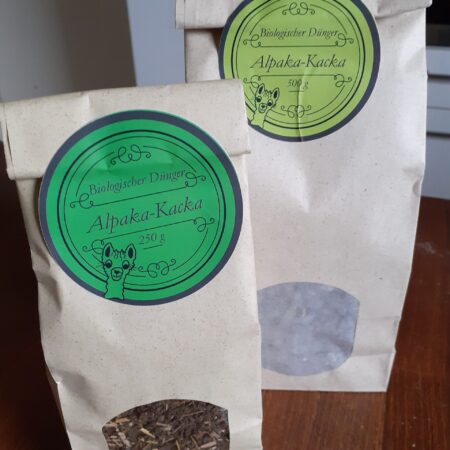 Biologischer Dünger
Alpaka-Kacka
250 g
Biologischer Dünger
Alpaka-Kacka
500 g